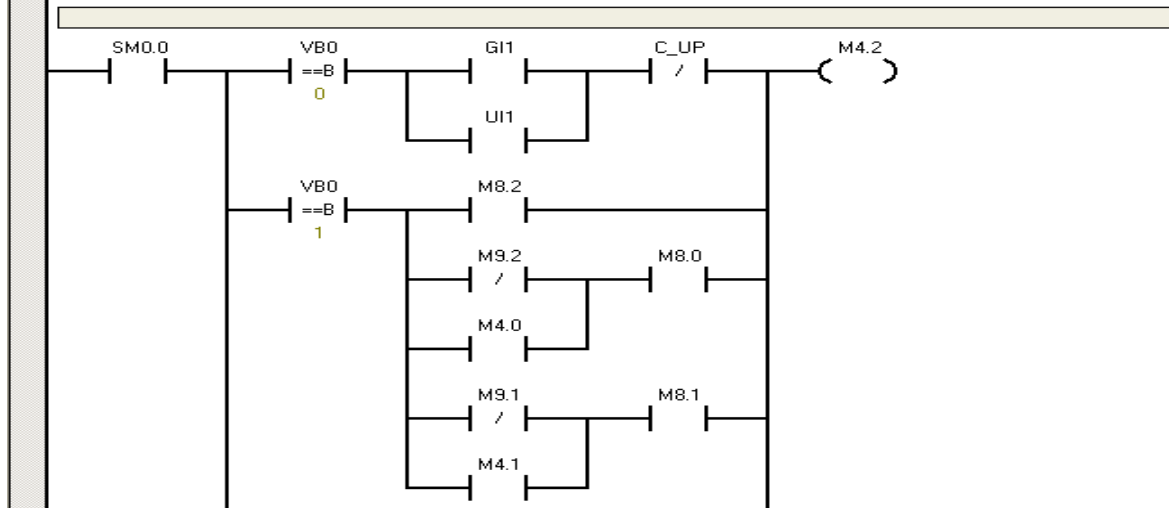 SM0.0 VB0 GI1 C_UP M4.2
==B /
0
UI1
VB0 M8.2
==B
1
M9.2 M8.0
/
M4.0
M9.1 M8.1
/
M4.1